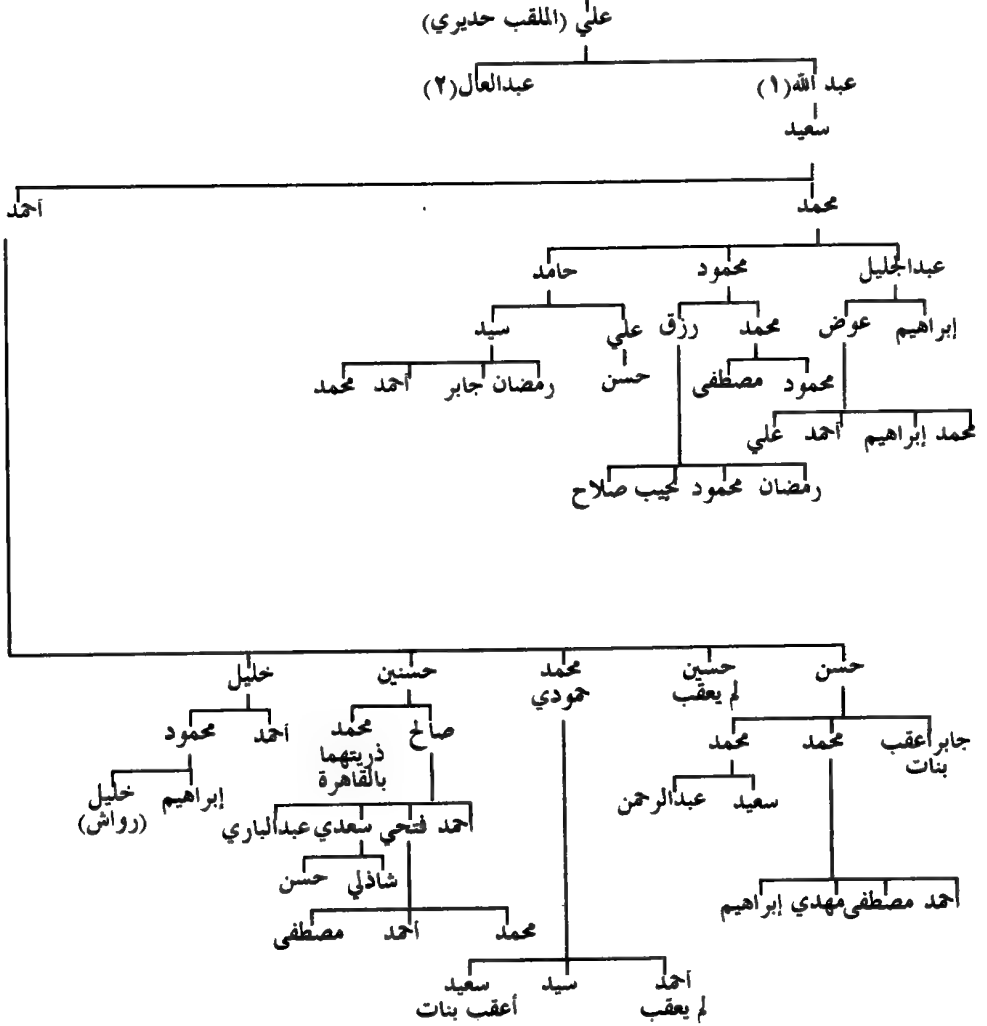 علي (الملقب حديري)
عبد الله(١) عبدالعال(٢)
سعيد
محمد أحمد
عبدالجليل محمود حامد
إبراهيم عوض محمد رزق علي سيد
محمود مصطفى حسن رمضان جابر أحمد محمد
محمد إبراهيم أحمد علي
رمضان محمود نجيب صلاح
حسن حسين محمد حسنين خليل
لم يعقب حمودي
جابر أعقب محمد محمد صالح محمد أحمد محمود
بنات ذريتهما
بالقاهرة
سعيد عبدالرحمن إبراهيم خليل
(رواش)
أحمد فتحي سعدي عبدالباري
شاذلي حسن
أحمد مصطفى مهدي إبراهيم
محمد أحمد مصطفى
أحمد سيد سعيد
لم يعقب أعقب بنات